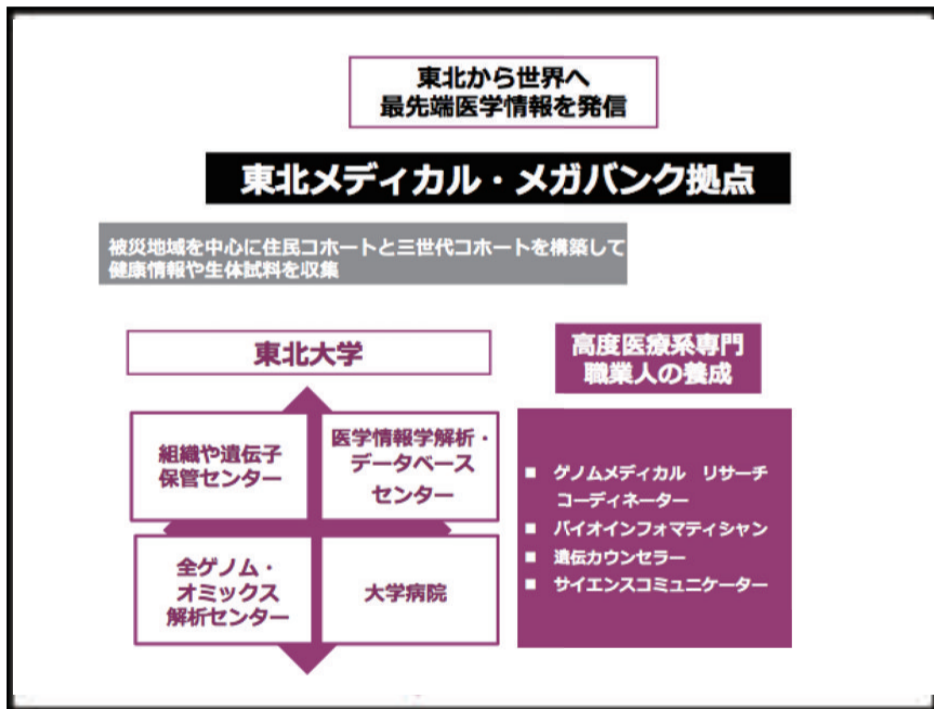 東北から世界へ
最先端医学情報を発信
東北メディカル・メガバンク拠点
被災地域を中心に住民コホートと三世代コホートを構築して
健康情報や生体試料を収集
東北大学
組織や遺伝子
保管センター
医学情報学解析・
データベース
センター
全ゲノム・
オミックス
解析センター
大学病院
高度医療系専門
職業人の養成
■ ゲノムメディカル リサーチ
コーディネーター
■ バイオインフォマティシャン
■ 遺伝カウンセラー
■ サイエンスコミュニケーター